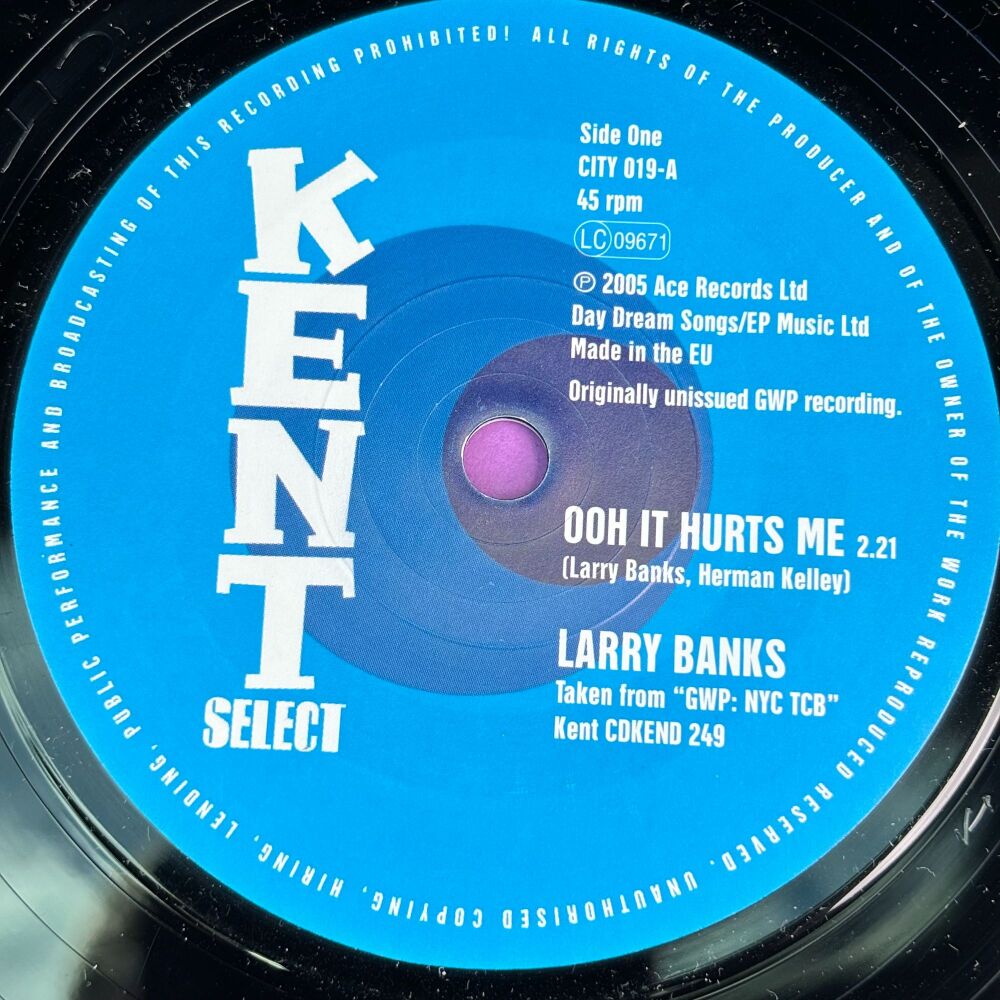 KENT
SELECT
Side One
CITY 019-A
45 rpm
LC 09671
Ⓟ 2005 Ace Records Ltd
Day Dream Songs/EP Music Ltd
Made in the EU
Originally unissued GWP recording.
OOH IT HURTS ME 2.21
(Larry Banks, Herman Kelley)
LARRY BANKS
Taken from “GWP: NYC TCB”
Kent CDKEND 249
ALL RIGHTS OF THE PRODUCER AND OF THE OWNER OF THE WORK REPRODUCED RESERVED. UNAUTHORISED COPYING, HIRING, LENDING, PUBLIC PERFORMANCE AND BROADCASTING OF THIS RECORDING PROHIBITED!